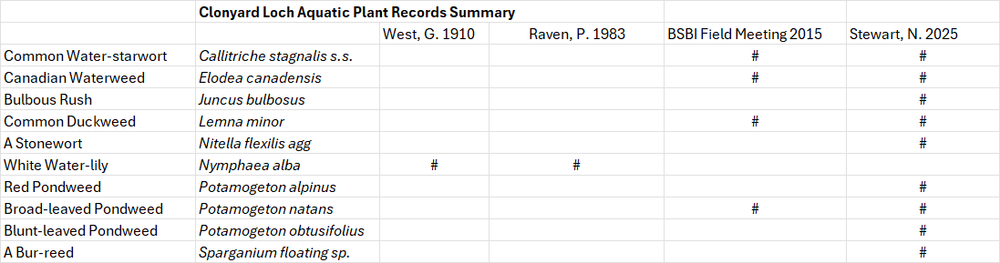 Clonyard Loch Aquatic Plant Records Summary
West, G. 1910 Raven, P. 1983 BSBI Field Meeting 2015 Stewart, N. 2025
Common Water-starwort Callitriche stagnalis s.s. # #
Canadian Waterweed Elodea canadensis # #
Bulbous Rush Juncus bulbosus #
Common Duckweed Lemna minor # #
A Stonewort Nitella flexilis agg #
White Water-lily Nymphaea alba # #
Red Pondweed Potamogeton alpinus #
Broad-leaved Pondweed Potamogeton natans # #
Blunt-leaved Pondweed Potamogeton obtusifolius #
A Bur-reed Sparganium floating sp. #